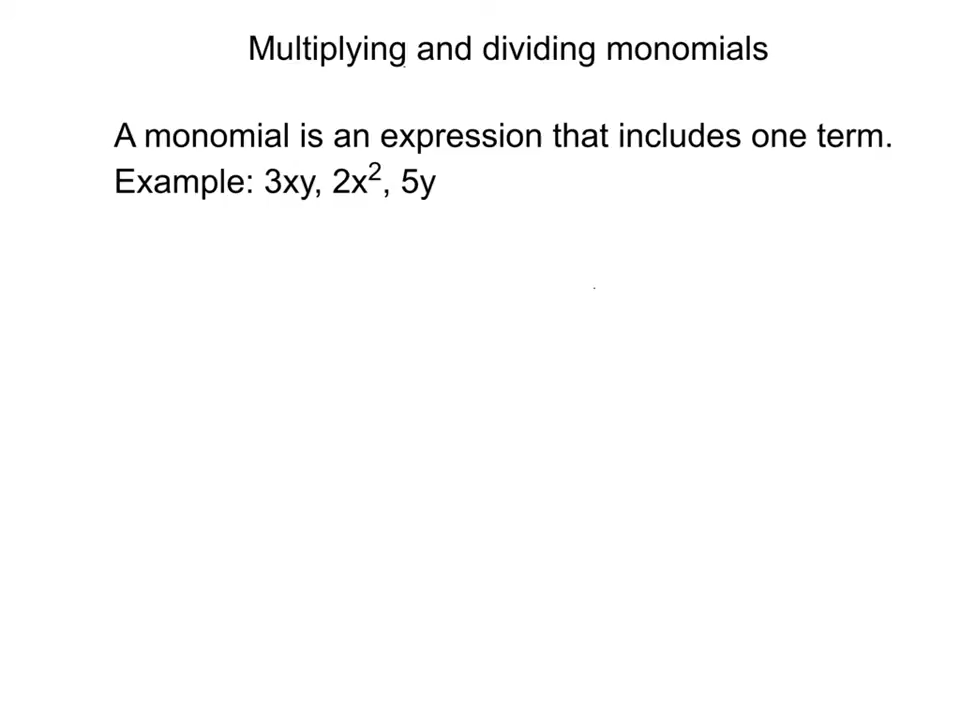 Multiplying and dividing monomials
A monomial is an expression that includes one term.
Example: 3xy, 2x², 5y